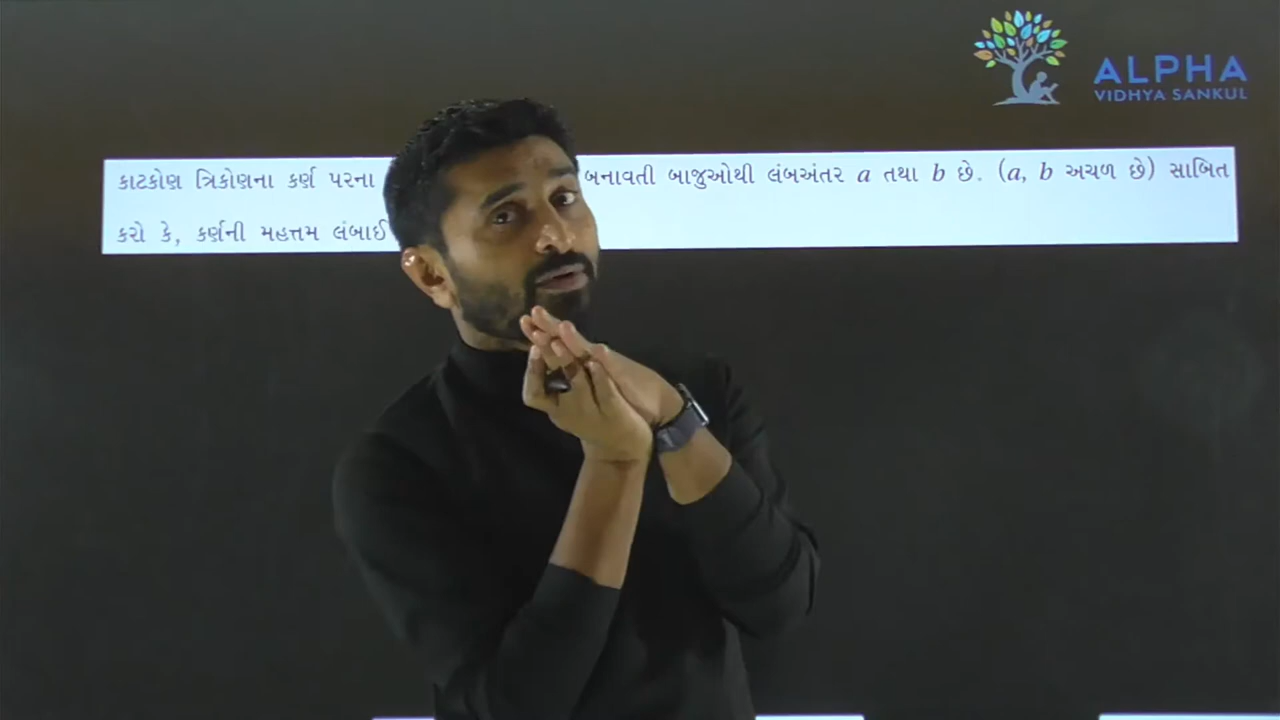 ALPHA
VIDHYA SANKUL
કાટકોણ ત્રિકોણના કર્ણ પરના બનાવતી બાજુઓથી લંબઅંતર a તથા b છે. (a, b અચળ છે) સાબિત
કરો કે, કર્ણની મહત્તમ લંબાઈ